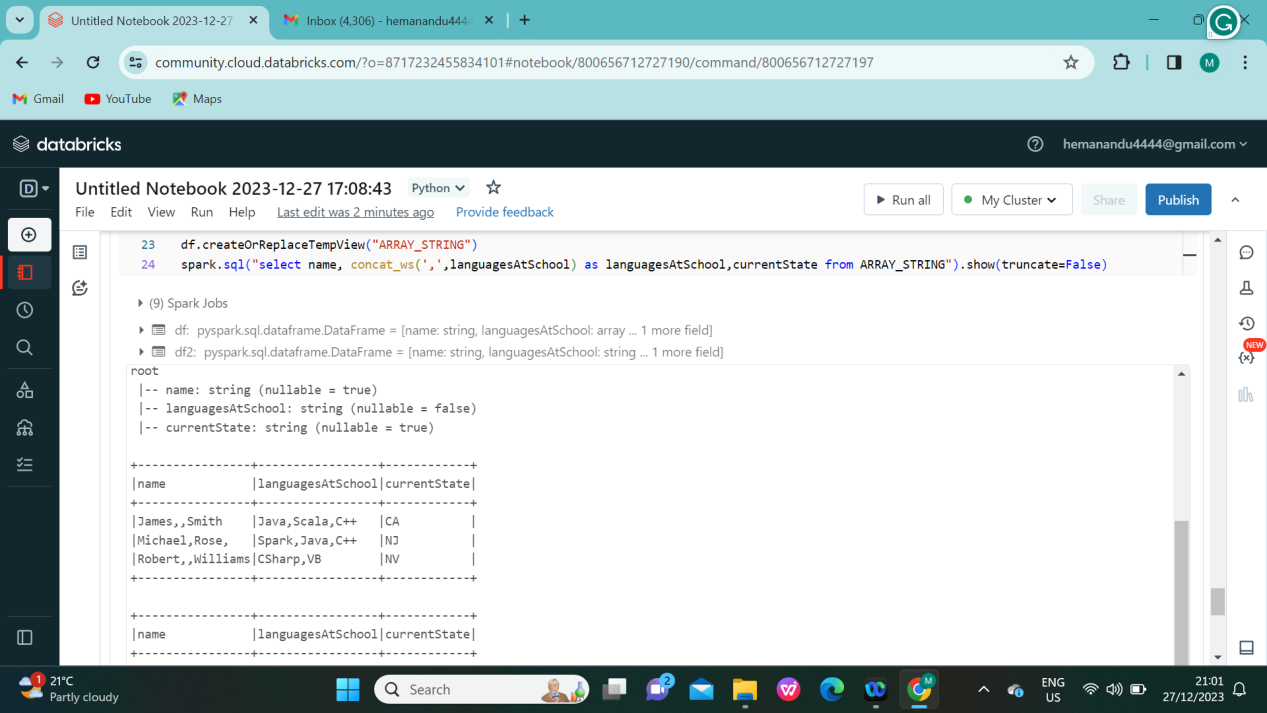 Untitled Notebook 2023-12-27
Inbox (4,306) - hemanandu4444
community.cloud.databricks.com/?o=8717232455834101#notebook/800656712727190/command/800656712727197
M
Gmail YouTube Maps
databricks
hemanandu4444@gmail.com
D
Untitled Notebook 2023-12-27 17:08:43 Python
Run all My Cluster Share Publish
File Edit View Run Help Last edit was 2 minutes ago Provide feedback
23 df.createOrReplaceTempView("ARRAY_STRING")
24 spark.sql("select name, concat_ws(',',languagesAtSchool) as languagesAtSchool,currentState from ARRAY_STRING").show(truncate=False)
(9) Spark Jobs
df: pyspark.sql.dataframe.DataFrame = [name: string, languagesAtSchool: array ... 1 more field]
df2: pyspark.sql.dataframe.DataFrame = [name: string, languagesAtSchool: string ... 1 more field]
NEW
root
|-- name: string (nullable = true)
|-- languagesAtSchool: string (nullable = false)
|-- currentState: string (nullable = true)
+----------------+-----------------+------------+
|name            |languagesAtSchool|currentState|
+----------------+-----------------+------------+
|James,,Smith    |Java,Scala,C++   |CA          |
|Michael,Rose,   |Spark,Java,C++   |NJ          |
|Robert,,Williams|CSharp,VB        |NV          |
+----------------+-----------------+------------+
+----------------+-----------------+------------+
|name            |languagesAtSchool|currentState|
+----------------+-----------------+------------+
1
21°C
Partly cloudy
Search
2
M
ENG
US
21:01
27/12/2023